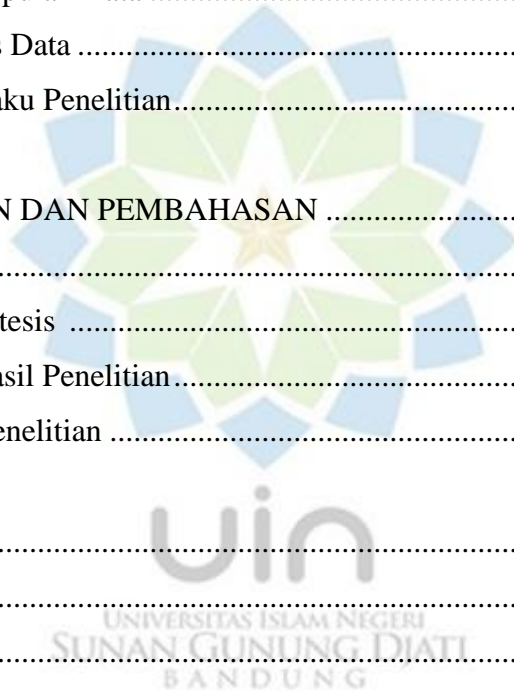 s Data ..........................................................
aku Penelitian..............................................
N DAN PEMBAHASAN .........................
....................................................................
tesis ..........................................................
asil Penelitian..............................................
enelitian .....................................................
....................................................................
uin
....................................................................
UNIVERSITAS ISLAM NEGERI
SUNAN GUNUNG DJATI
....................................................................
BANDUNG